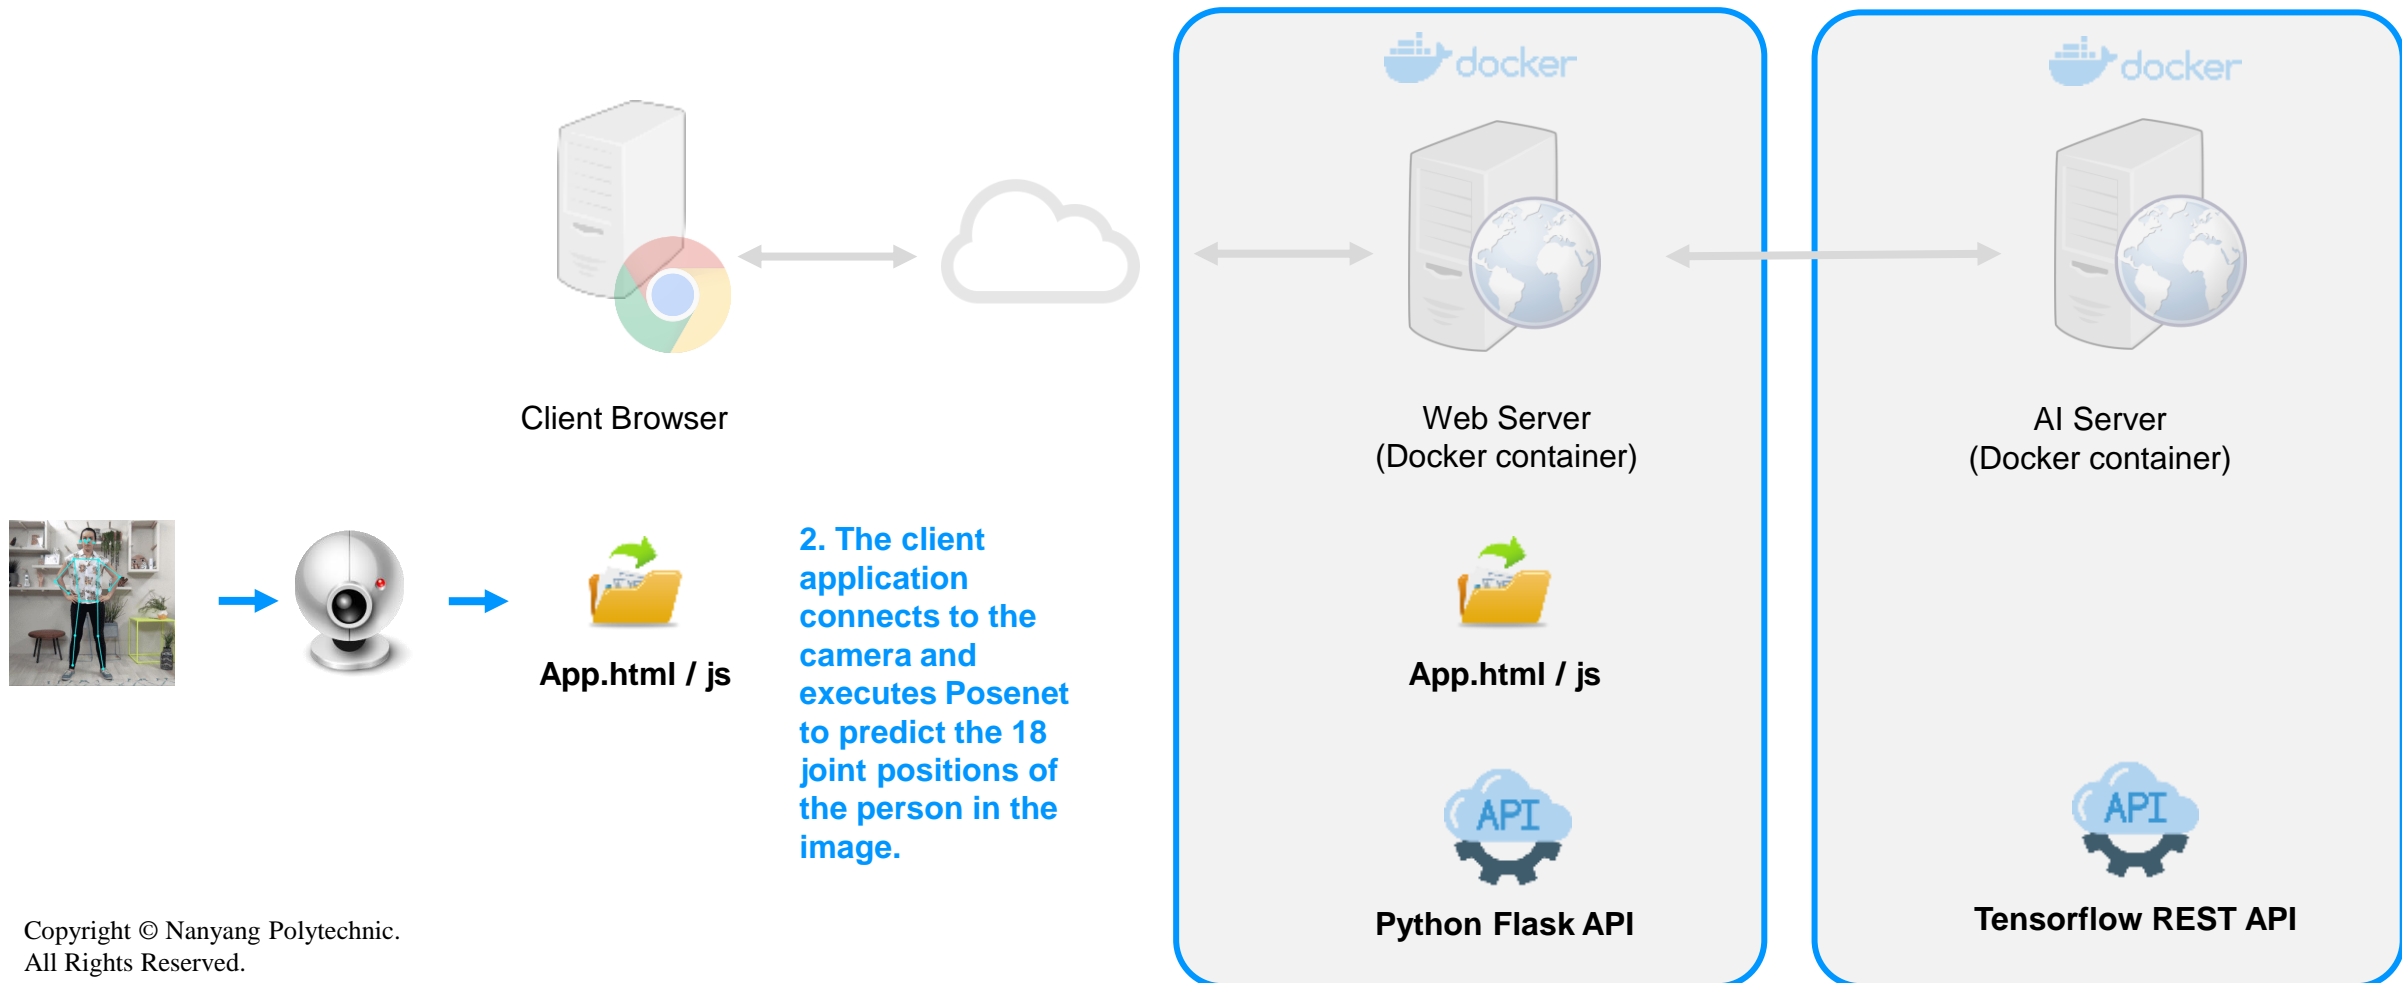 docker
docker
Client Browser
Web Server
(Docker container)
AI Server
(Docker container)
2. The client
application
connects to the
camera and
executes Posenet
to predict the 18
joint positions of
the person in the
image.
App.html / js
App.html / js
API
API
Python Flask API
Tensorflow REST API
Copyright © Nanyang Polytechnic.
All Rights Reserved.